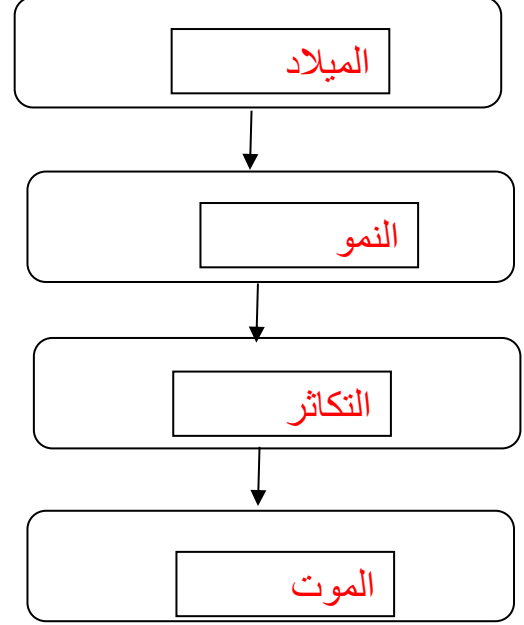 الميلاد
النمو
التكاثر
الموت